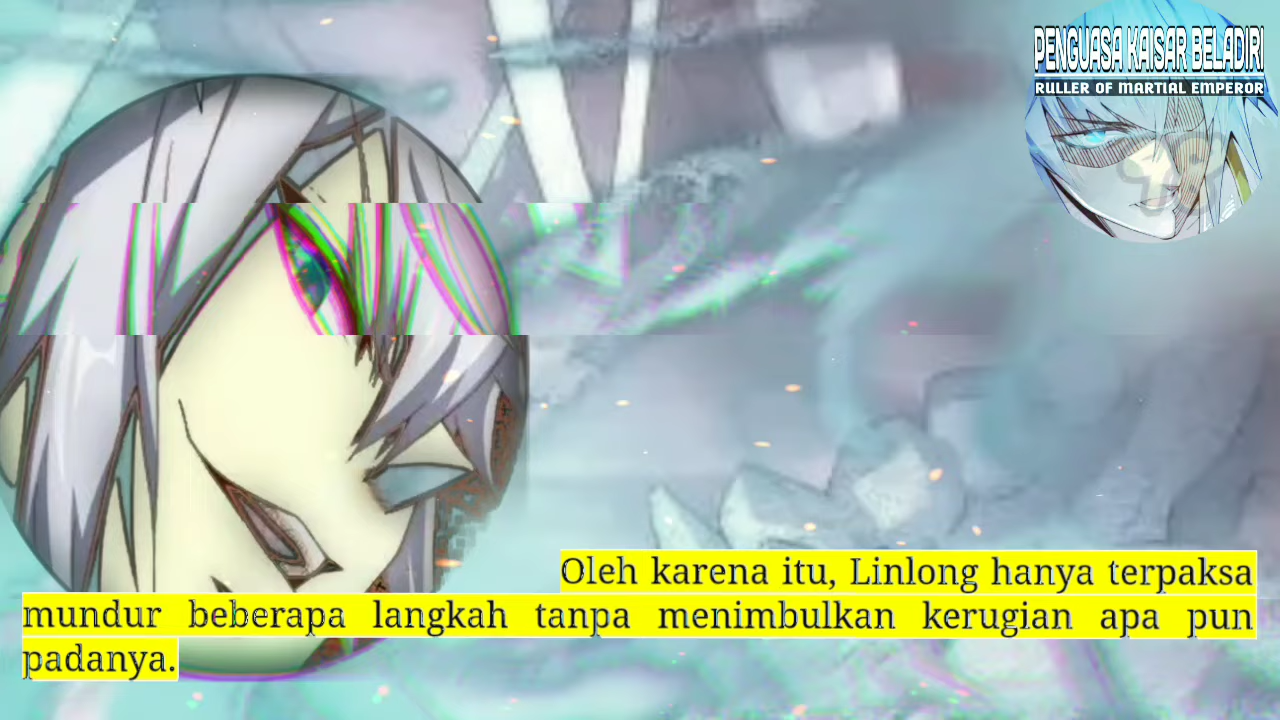 PENGUASA KAISAR BELADIRI
RULLER OF MARTIAL EMPEROR
Oleh karena itu, Linlong hanya terpaksa
mundur beberapa langkah tanpa menimbulkan kerugian apa pun
padanya.